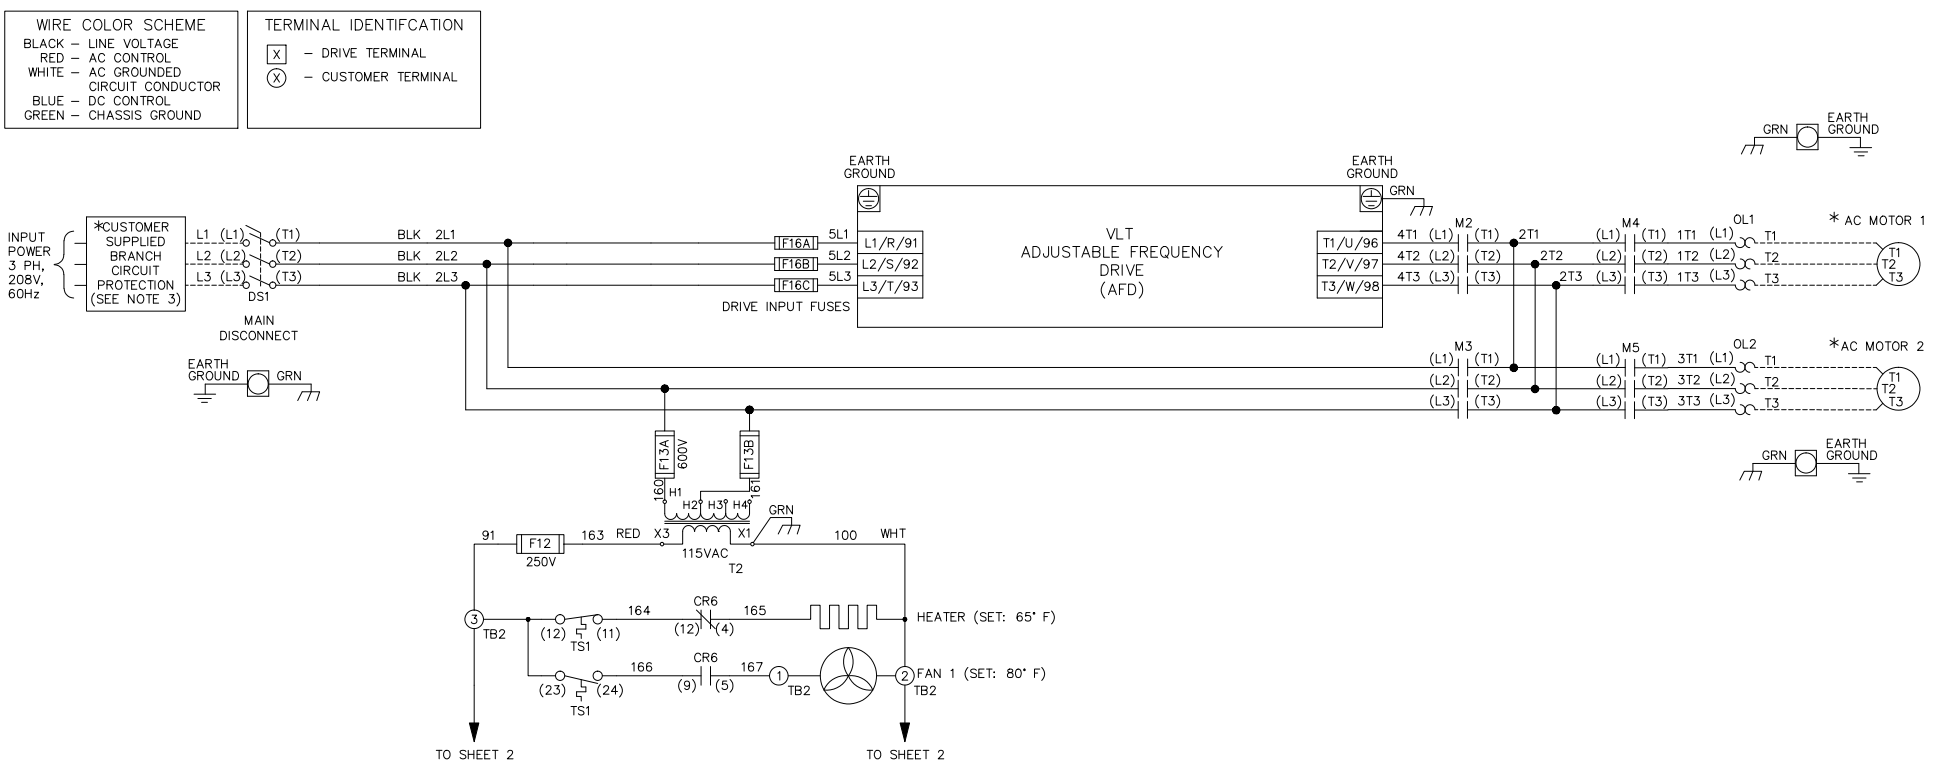 WIRE COLOR SCHEME
BLACK – LINE VOLTAGE
RED – AC CONTROL
WHITE – AC GROUNDED
CIRCUIT CONDUCTOR
BLUE – DC CONTROL
GREEN – CHASSIS GROUND
TERMINAL IDENTIFCATION
X – DRIVE TERMINAL
X – CUSTOMER TERMINAL
INPUT
POWER
3 PH,
208V,
60Hz
*CUSTOMER
SUPPLIED
BRANCH
CIRCUIT
PROTECTION
(SEE NOTE 3)
L1 (L1) (T1)
L2 (L2) (T2)
L3 (L3) (T3)
DS1
MAIN
DISCONNECT
BLK 2L1
BLK 2L2
BLK 2L3
EARTH
GROUND
GRN
F16A 5L1
F16B 5L2
F16C 5L3
DRIVE INPUT FUSES
EARTH
GROUND
L1/R/91
L2/S/92
L3/T/93
VLT
ADJUSTABLE FREQUENCY
DRIVE
(AFD)
EARTH
GROUND
GRN
T1/U/96
T2/V/97
T3/W/98
4T1 (L1) M2 (T1) 2T1
4T2 (L2) (T2) 2T2
4T3 (L3) (T3) 2T3
(L1) M4 (T1) 1T1 (L1) OL1 T1
(L2) (T2) 1T2 (L2) T2
(L3) (T3) 1T3 (L3) T3
* AC MOTOR 1
T1
T2
T3
GRN
EARTH
GROUND
M3
(L1) (T1)
(L2) (T2)
(L3) (T3)
M5
(L1) (T1) 3T1 (L1) OL2 T1
(L2) (T2) 3T2 (L2) T2
(L3) (T3) 3T3 (L3) T3
* AC MOTOR 2
T1
T2
T3
GRN
EARTH
GROUND
F13A
600V
F13B
160
161
H1
H2
H3
H4
GRN
91
F12
250V
163 RED X3
X1
115VAC
T2
100 WHT
3
TB2
(12) (11)
TS1
164
CR6
(12) (4)
165
HEATER (SET: 65° F)
(23) (24)
TS1
166
CR6
(9) (5)
167
1
TB2
2
TB2
FAN 1 (SET: 80° F)
TO SHEET 2
TO SHEET 2